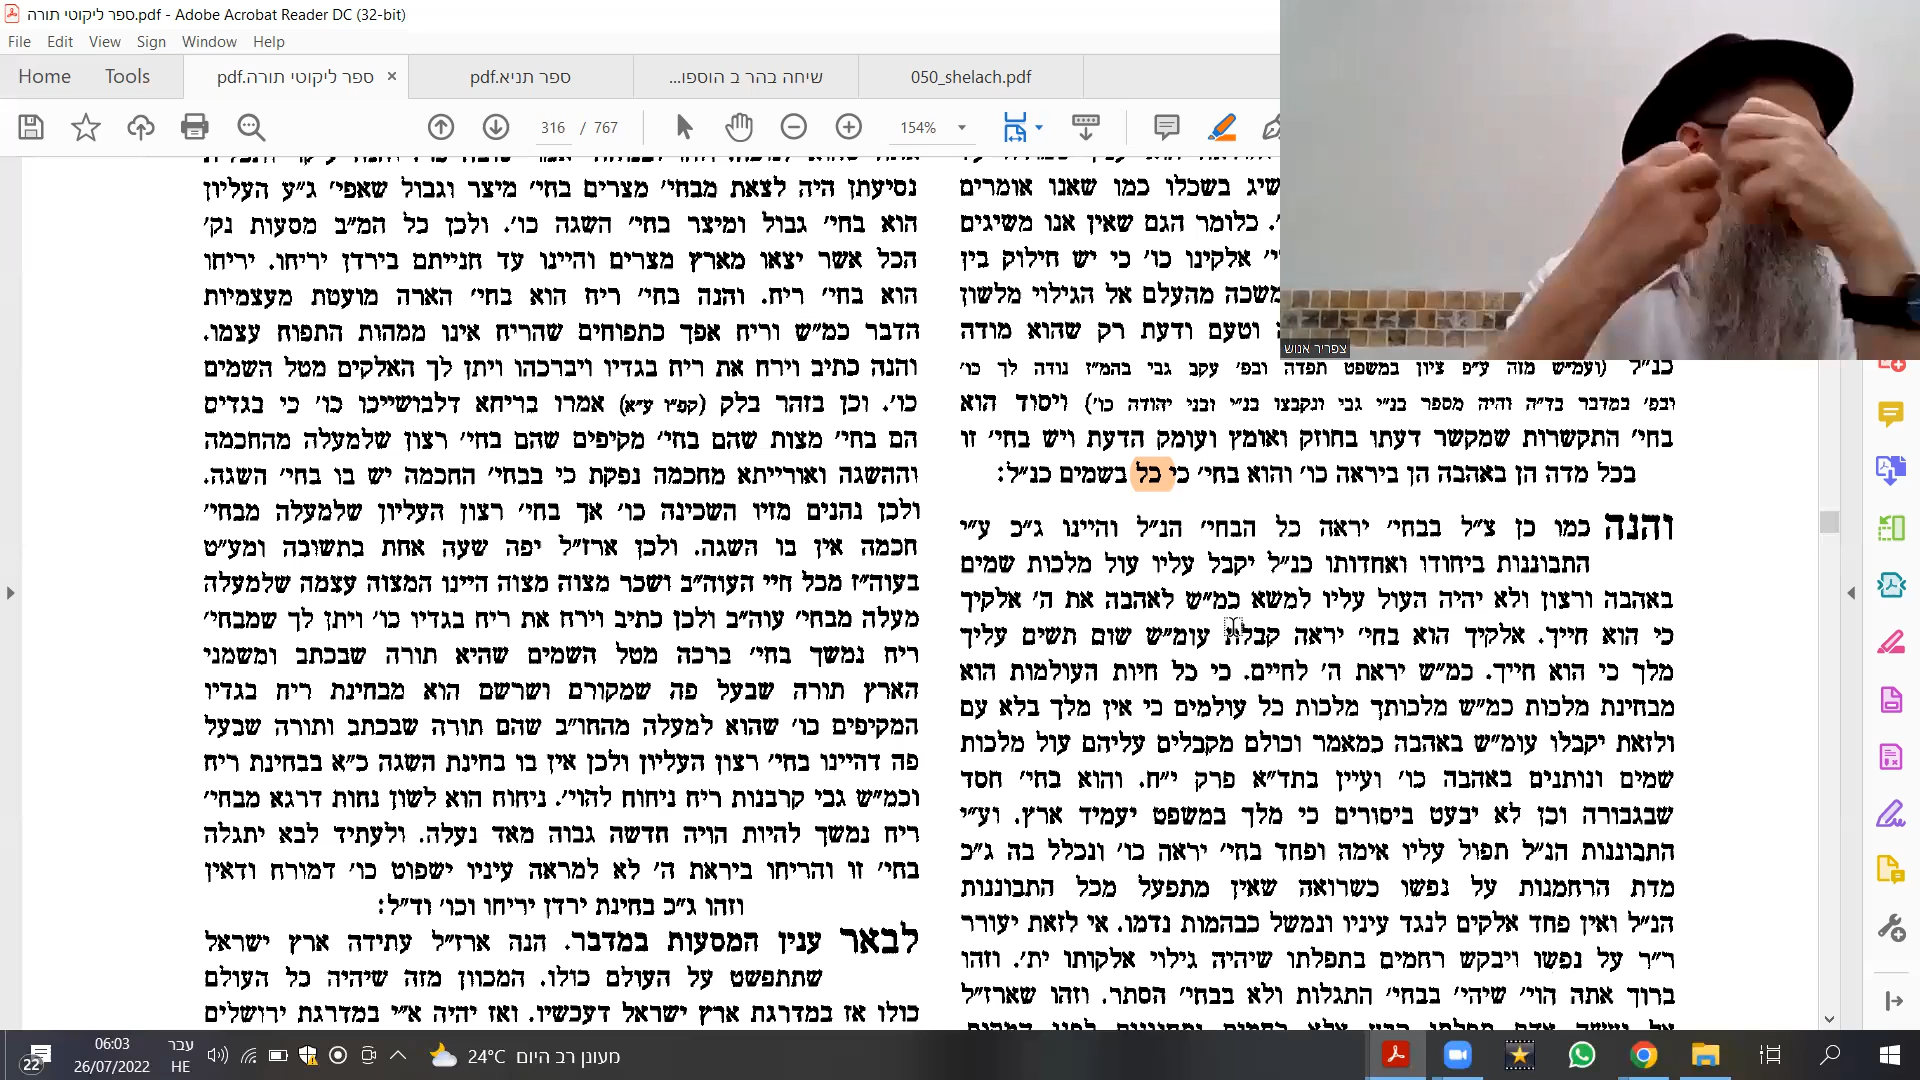 ספר ליקוטי תורה.pdf - Adobe Acrobat Reader DC (32-bit)
File Edit View Sign Window Help
Home Tools ספר ליקוטי תורה.pdf × ספר תניא.pdf שיחה בהר ב הוספו... 050_shelach.pdf
316 / 767 154%
צפריר אנוש
שיג בשכלו כמו שאנו אומרים
כלומר הגם שאין אנו משיגים
אלקינו כו׳ כי יש חילוק בין
משכה מהעלם אל הגילוי מלשון
וטעם ודעת רק שהוא מודה
כנ״ל (ועמ״ש מזה ע״פ ציון במשפט תפדה ובפ׳ עקב גבי בהמ״ז נודה לך כו׳
ובפ׳ במדבר בד״ה והיה מספר בנ״י גבי ונקבצו בנ״י ובני יהודה כו׳) ויסוד הוא
בחי׳ התקשרות שמקשר דעתו בחוזק ואומץ ועומק הדעת ויש בחי׳ זו
בכל מדה הן באהבה הן ביראה כו׳ והוא בחי׳ כי כל בשמים כנ״ל:
והנה כמו כן צ״ל בבחי׳ יראה כל הבחי׳ הנ״ל והיינו ג״כ ע״י
התבוננות ביחודו ואחדותו כנ״ל יקבל עליו עול מלכות שמים
באהבה ורצון ולא יהיה העול עליו למשא כמ״ש לאהבה את ה׳ אלקיך
כי הוא חייך. אלקיך הוא בחי׳ יראה קבלת עומ״ש שום תשים עליך
מלך כי הוא חייך. כמ״ש יראת ה׳ לחיים. כי כל חיות העולמות הוא
מבחינת מלכות כמ״ש מלכותך מלכות כל עולמים כי אין מלך בלא עם
ולזאת יקבלו עומ״ש באהבה כמאמר וכולם מקבלים עליהם עול מלכות
שמים ונותנים באהבה כו׳ ועיין בתד״א פרק י״ח. והוא בחי׳ חסד
שבגבורה וכן לא יבעט ביסורים כי מלך במשפט יעמיד ארץ. וע״י
התבוננות הנ״ל תפול עליו אימה ופחד בחי׳ יראה כו׳ ונכלל בה ג״כ
מדת הרחמנות על נפשו כשרואה שאין מתפעל מכל התבוננות
הנ״ל ואין פחד אלקים לנגד עיניו ונמשל כבהמות נדמו. אי לזאת יעורר
ר״ר על נפשו ויבקש רחמים בתפלתו שיהיה גילוי אלקותו ית׳. וזהו
ברוך אתה הוי׳ שיהי׳ בבחי׳ התגלות ולא בבחי׳ הסתר. וזהו שארז״ל
נסיעתן היה לצאת מבחי׳ מצרים בחי׳ מיצר וגבול שאפי׳ ג״ע העליון
הוא בחי׳ גבול ומיצר בחי׳ השגה כו׳. ולכן כל המ״ב מסעות נק׳
הכל אשר יצאו מארץ מצרים והיינו עד חנייתם בירדן יריחו. יריחו
הוא בחי׳ ריח. והנה בחי׳ ריח הוא בחי׳ הארה מועטת מעצמיות
הדבר כמ״ש וריח אפך כתפוחים שהריח אינו ממהות התפוח עצמו.
והנה כתיב וירח את ריח בגדיו ויברכהו ויתן לך האלקים מטל השמים
כו׳. וכן בזהר בלק (קפ״ו ע״א) אמרו בריחא דלבושייכו כו׳ כי בגדים
הם בחי׳ מצות שהם בחי׳ מקיפים שהם בחי׳ רצון שלמעלה מהחכמה
וההשגה ואורייתא מחכמה נפקת כי בבחי׳ החכמה יש בו בחי׳ השגה.
ולכן נהנים מזיו השכינה כו׳ אך בחי׳ רצון העליון שלמעלה מבחי׳
חכמה אין בו השגה. ולכן ארז״ל יפה שעה אחת בתשובה ומע״ט
בעוה״ז מכל חיי העוה״ב ושכר מצוה מצוה היינו המצוה עצמה שלמעלה
מעלה מבחי׳ עוה״ב ולכן כתיב וירח את ריח בגדיו כו׳ ויתן לך שמבחי׳
ריח נמשך בחי׳ ברכה מטל השמים שהיא תורה שבכתב ומשמני
הארץ תורה שבעל פה שמקורם ושרשם הוא מבחינת ריח בגדיו
המקיפים כו׳ שהוא למעלה מהחו״ב שהם תורה שבכתב ותורה שבעל
פה דהיינו בחי׳ רצון העליון ולכן אין בו בחינת השגה כ״א בבחינת ריח
וכמ״ש גבי קרבנות ריח ניחוח להוי׳. ניחוח הוא לשון נחות דרגא מבחי׳
ריח נמשך להיות הויה חדשה גבוה מאד נעלה. ולעתיד לבא יתגלה
בחי׳ זו והריחו ביראת ה׳ לא למראה עיניו ישפוט כו׳ דמורח ודאין
וזהו ג״כ בחינת ירדן יריחו וכו׳ וד״ל:
לבאר ענין המסעות במדבר. הנה ארז״ל עתידה ארץ ישראל
שתתפשט על העולם כולו. המכוון מזה שיהיה כל העולם
כולו אז במדרגת ארץ ישראל דעכשיו. ואז יהיה א״י במדרגת ירושלים
22 06:03 26/07/2022 עבר HE 24°C מעונן רב היום